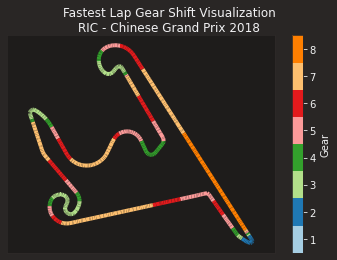 Fastest Lap Gear Shift Visualization
RIC - Chinese Grand Prix 2018
8
7
6
5
4
3
2
1
Gear